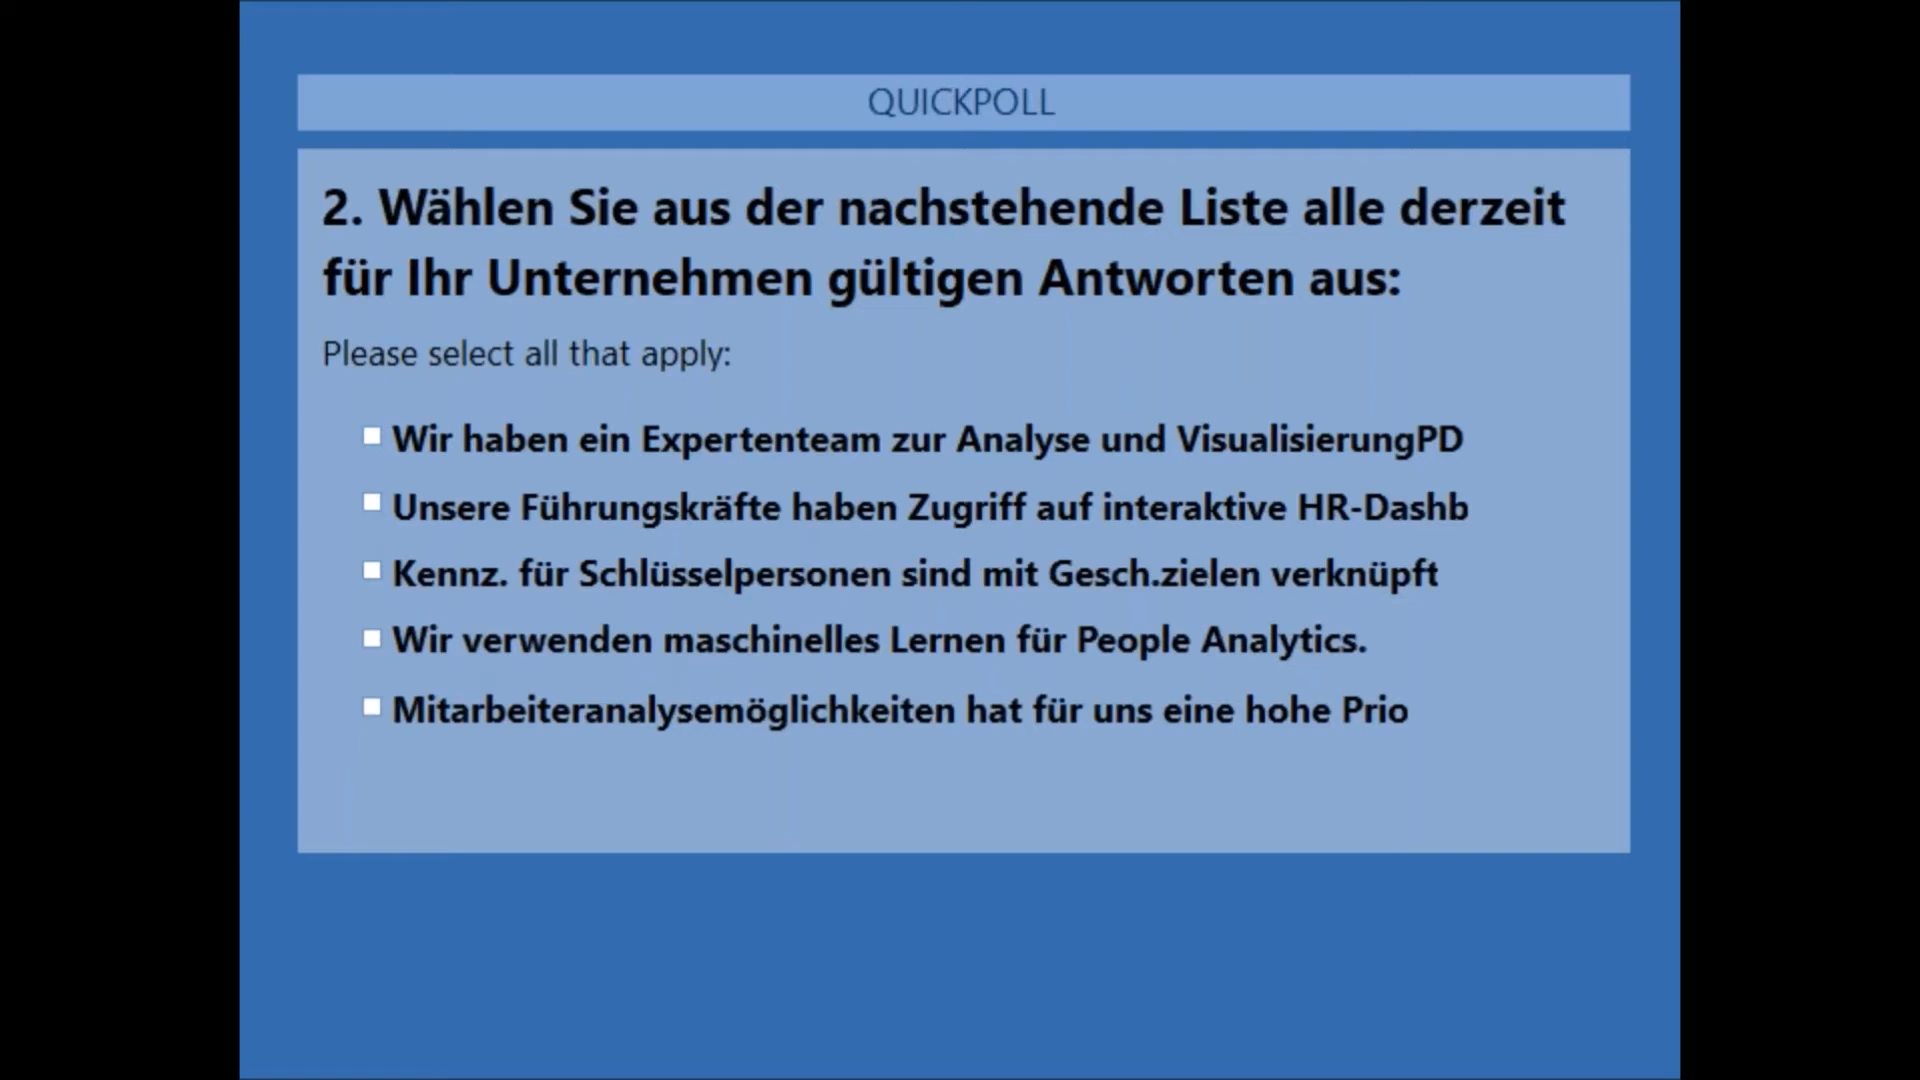 QUICKPOLL
2. Wählen Sie aus der nachstehende Liste alle derzeit
für Ihr Unternehmen gültigen Antworten aus:
Please select all that apply:
Wir haben ein Expertenteam zur Analyse und VisualisierungPD
Unsere Führungskräfte haben Zugriff auf interaktive HR-Dashb
Kennz. für Schlüsselpersonen sind mit Gesch.zielen verknüpft
Wir verwenden maschinelles Lernen für People Analytics.
Mitarbeiteranalysemöglichkeiten hat für uns eine hohe Prio